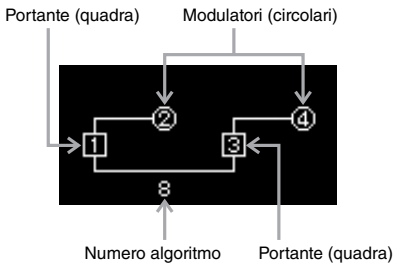 Portante (quadra) Modulatori (circolari)
2 4
1 3
8
Numero algoritmo Portante (quadra)